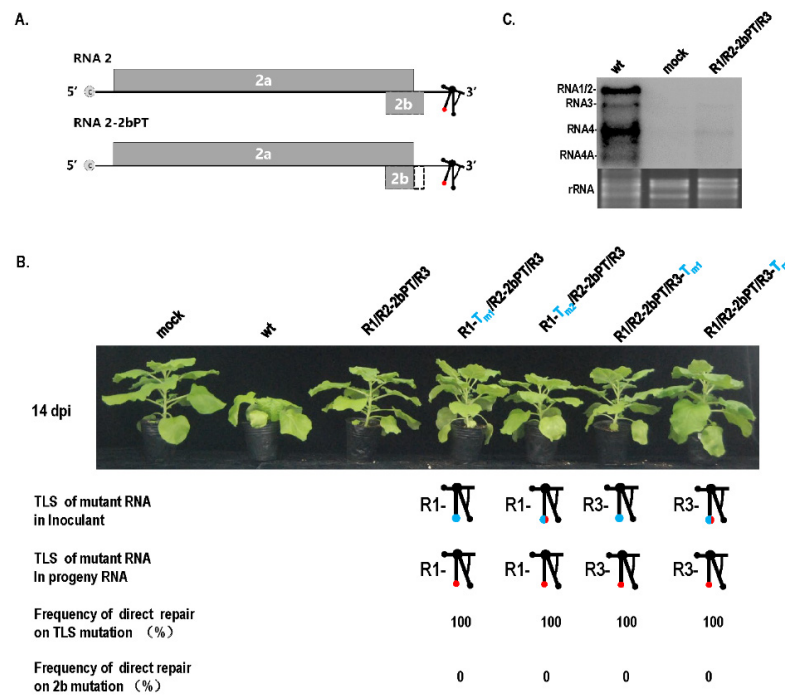 A.
RNA 2
2a
5′ C 3′
2b
RNA 2-2bPT
2a
5′ C 3′
2b
C.
wt mock R1/R2-2bPT/R3
RNA1/2-
RNA3-
RNA4-
RNA4A-
rRNA
B.
mock wt R1/R2-2bPT/R3 R1-Tm1/R2-2bPT/R3 R1-Tm2/R2-2bPT/R3 R1/R2-2bPT/R3-Tm1 R1/R2-2bPT/R3-Tm
14 dpi
TLS of mutant RNA
in Inoculant
R1- R1- R3- R3-
TLS of mutant RNA
In progeny RNA
R1- R1- R3- R3-
Frequency of direct repair
on TLS mutation (%)
100 100 100 100
Frequency of direct repair
on 2b mutation (%)
0 0 0 0